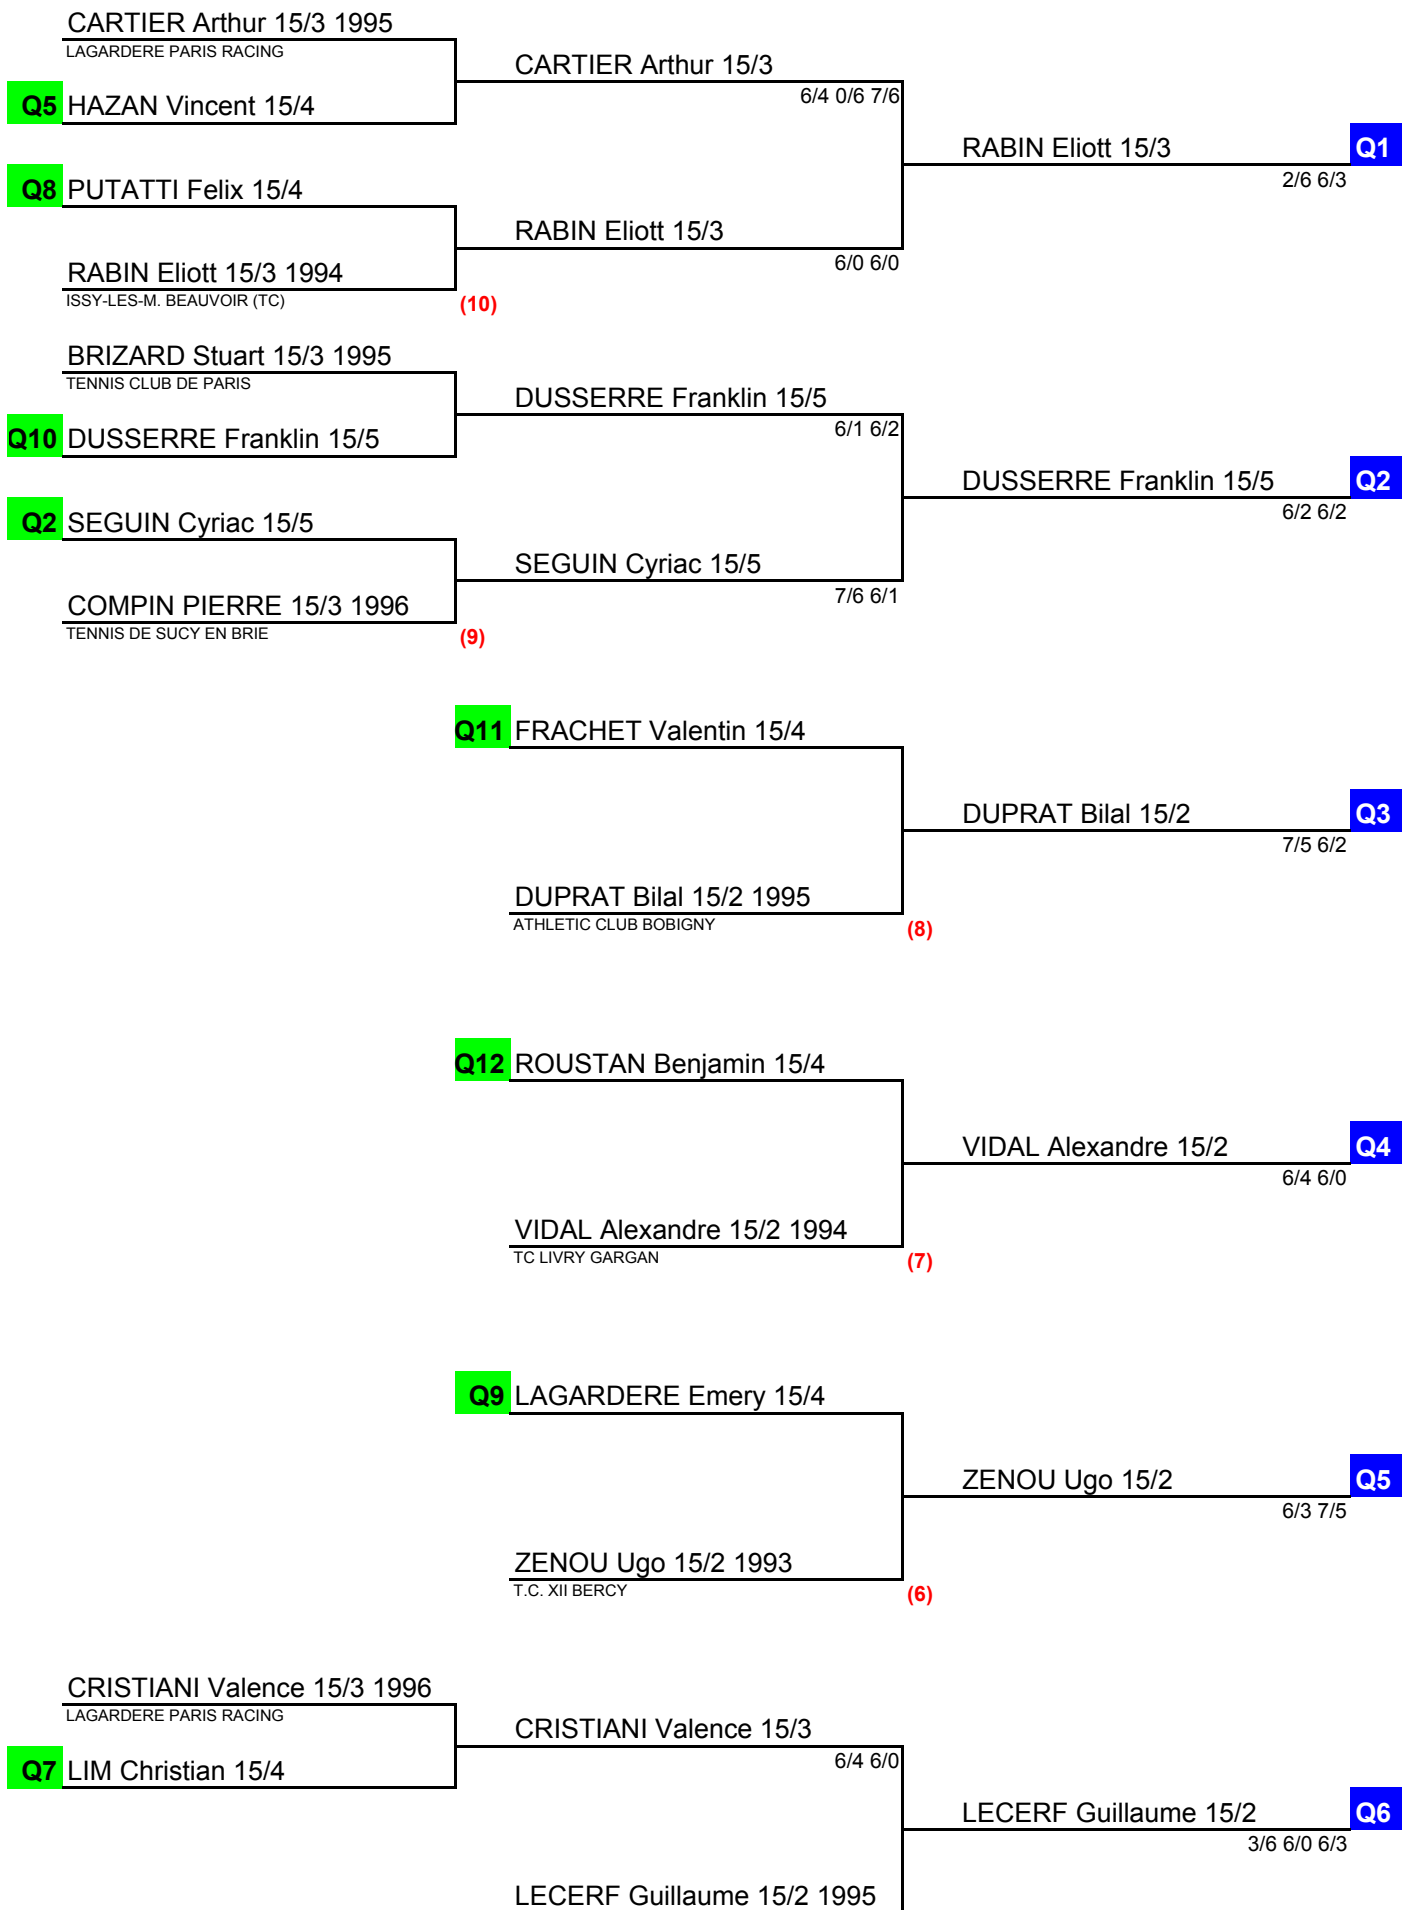 CARTIER Arthur 15/3 1995
LAGARDERE PARIS RACING
CARTIER Arthur 15/3
6/4 0/6 7/6
Q5 HAZAN Vincent 15/4
RABIN Eliott 15/3 Q1
2/6 6/3
Q8 PUTATTI Felix 15/4
RABIN Eliott 15/3
6/0 6/0
RABIN Eliott 15/3 1994
ISSY-LES-M. BEAUVOIR (TC)
(10)
BRIZARD Stuart 15/3 1995
TENNIS CLUB DE PARIS
DUSSERRE Franklin 15/5
6/1 6/2
Q10 DUSSERRE Franklin 15/5
DUSSERRE Franklin 15/5 Q2
6/2 6/2
Q2 SEGUIN Cyriac 15/5
SEGUIN Cyriac 15/5
7/6 6/1
COMPIN PIERRE 15/3 1996
TENNIS DE SUCY EN BRIE
(9)
Q11 FRACHET Valentin 15/4
DUPRAT Bilal 15/2 Q3
7/5 6/2
DUPRAT Bilal 15/2 1995
ATHLETIC CLUB BOBIGNY
(8)
Q12 ROUSTAN Benjamin 15/4
VIDAL Alexandre 15/2 Q4
6/4 6/0
VIDAL Alexandre 15/2 1994
TC LIVRY GARGAN
(7)
Q9 LAGARDERE Emery 15/4
ZENOU Ugo 15/2 Q5
6/3 7/5
ZENOU Ugo 15/2 1993
T.C. XII BERCY
(6)
CRISTIANI Valence 15/3 1996
LAGARDERE PARIS RACING
CRISTIANI Valence 15/3
6/4 6/0
Q7 LIM Christian 15/4
LECERF Guillaume 15/2 Q6
3/6 6/0 6/3
LECERF Guillaume 15/2 1995